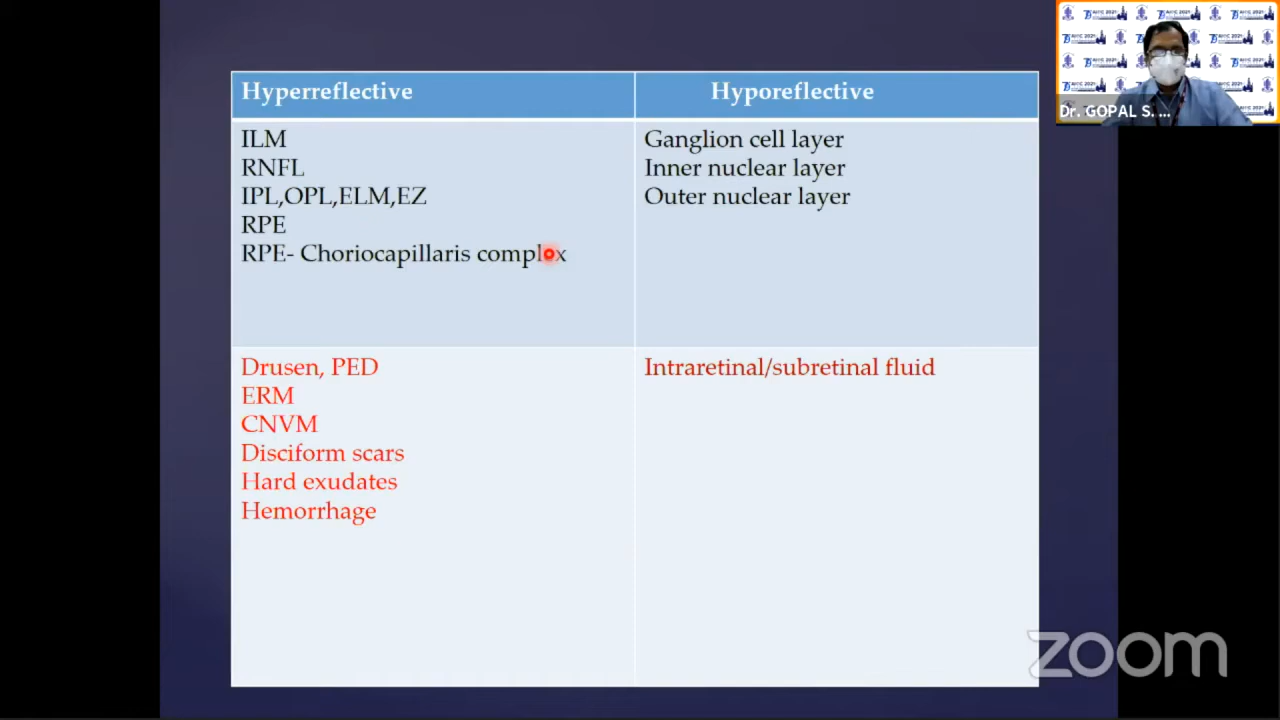 Hyperreflective
Hyporeflective
ILM
RNFL
IPL,OPL,ELM,EZ
RPE
RPE- Choriocapillaris complex
Ganglion cell layer
Inner nuclear layer
Outer nuclear layer
Drusen, PED
ERM
CNVM
Disciform scars
Hard exudates
Hemorrhage
Intraretinal/subretinal fluid
Dr. GOPAL S. ...
zoom